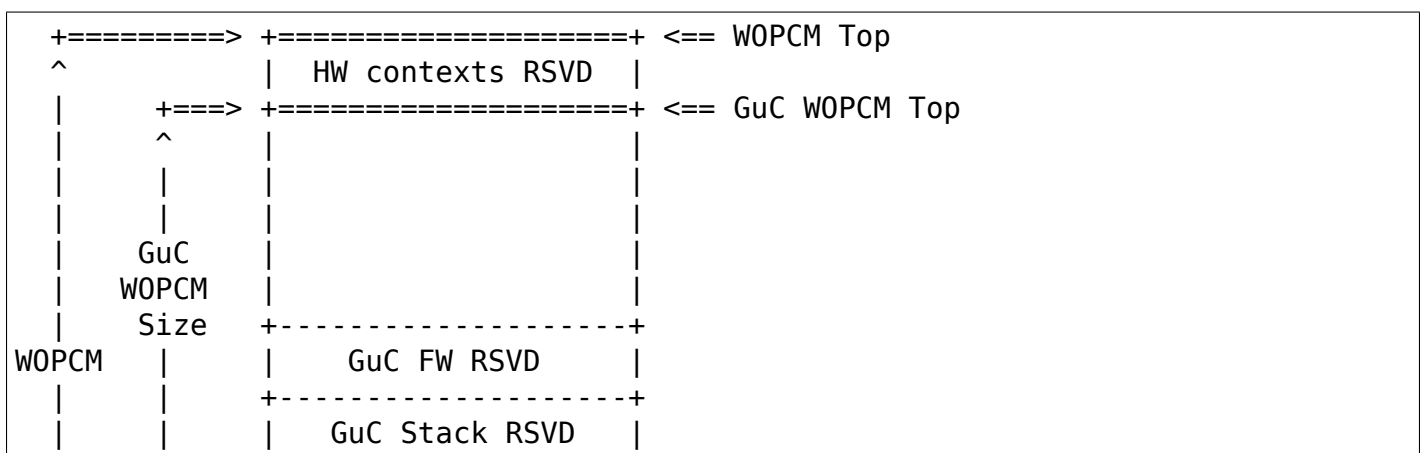 +=========> +====================+ <== WOPCM Top
^           |  HW contexts RSVD  |
|     +===> +====================+ <== GuC WOPCM Top
|     ^     |                    |
|     |     |                    |
|     |     |                    |
|    GuC    |                    |
|   WOPCM   |                    |
|    Size   +--------------------+
WOPCM   |     |    GuC FW RSVD     |
|     |     +--------------------+
|     |     |   GuC Stack RSVD   |